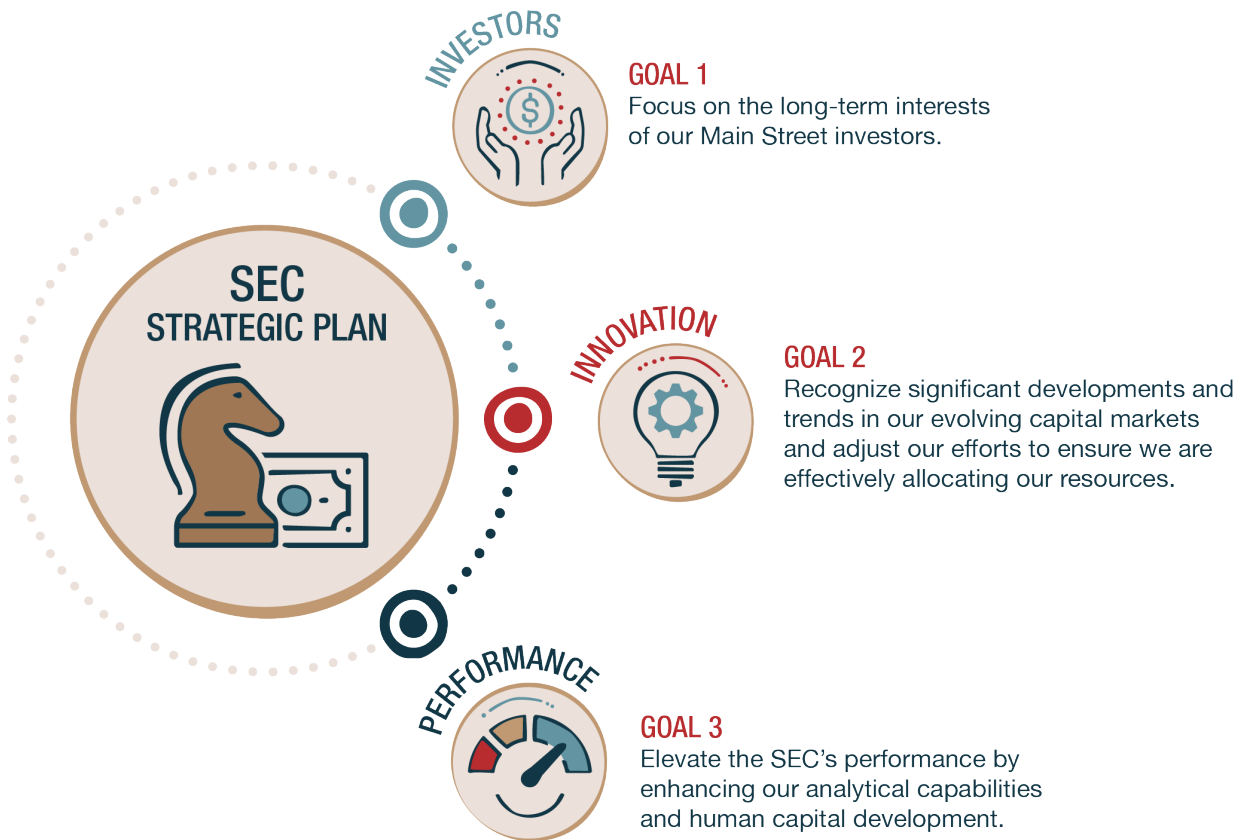 SEC
STRATEGIC PLAN
INVESTORS
GOAL 1
Focus on the long-term interests
of our Main Street investors.
INNOVATION
GOAL 2
Recognize significant developments and
trends in our evolving capital markets
and adjust our efforts to ensure we are
effectively allocating our resources.
PERFORMANCE
GOAL 3
Elevate the SEC’s performance by
enhancing our analytical capabilities
and human capital development.
$